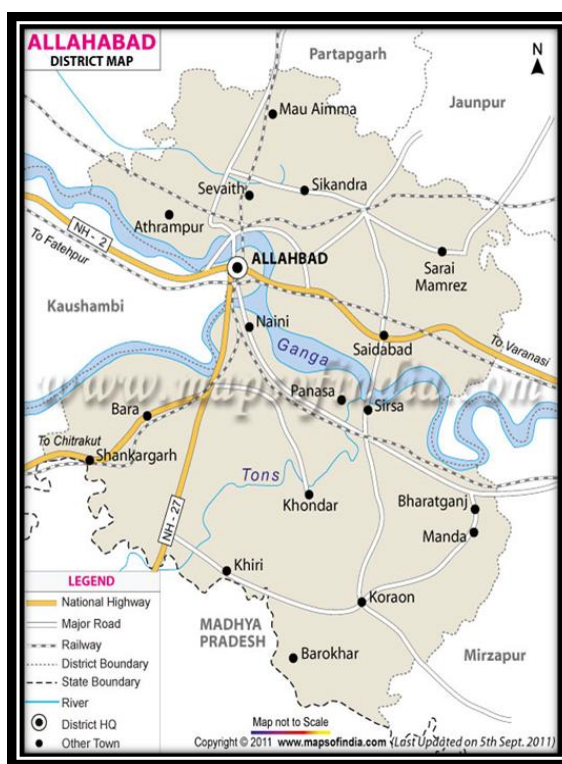 ALLAHABAD
DISTRICT MAP
Partapgarh
N
Jaunpur
Mau Aimma
Sevaith
Sikandra
Athrampur
NH - 2
To Fatehpur
ALLAHBAD
Sarai
Mamrez
Kaushambi
Naini
Ganga
Saidabad
To Varanasi
www.mapsofindia.com
Panasa
Sirsa
Bara
To Chitrakut
Shankargarh
Tons
Khondar
Bharatganj
Manda
NH - 27
Khiri
Koraon
MADHYA
PRADESH
Barokhar
Mirzapur
LEGEND
National Highway
Major Road
Railway
District Boundary
State Boundary
River
District HQ
Other Town
Map not to Scale
Copyright © 2011 www.mapsofindia.com (Last Updated on 5th Sept. 2011)